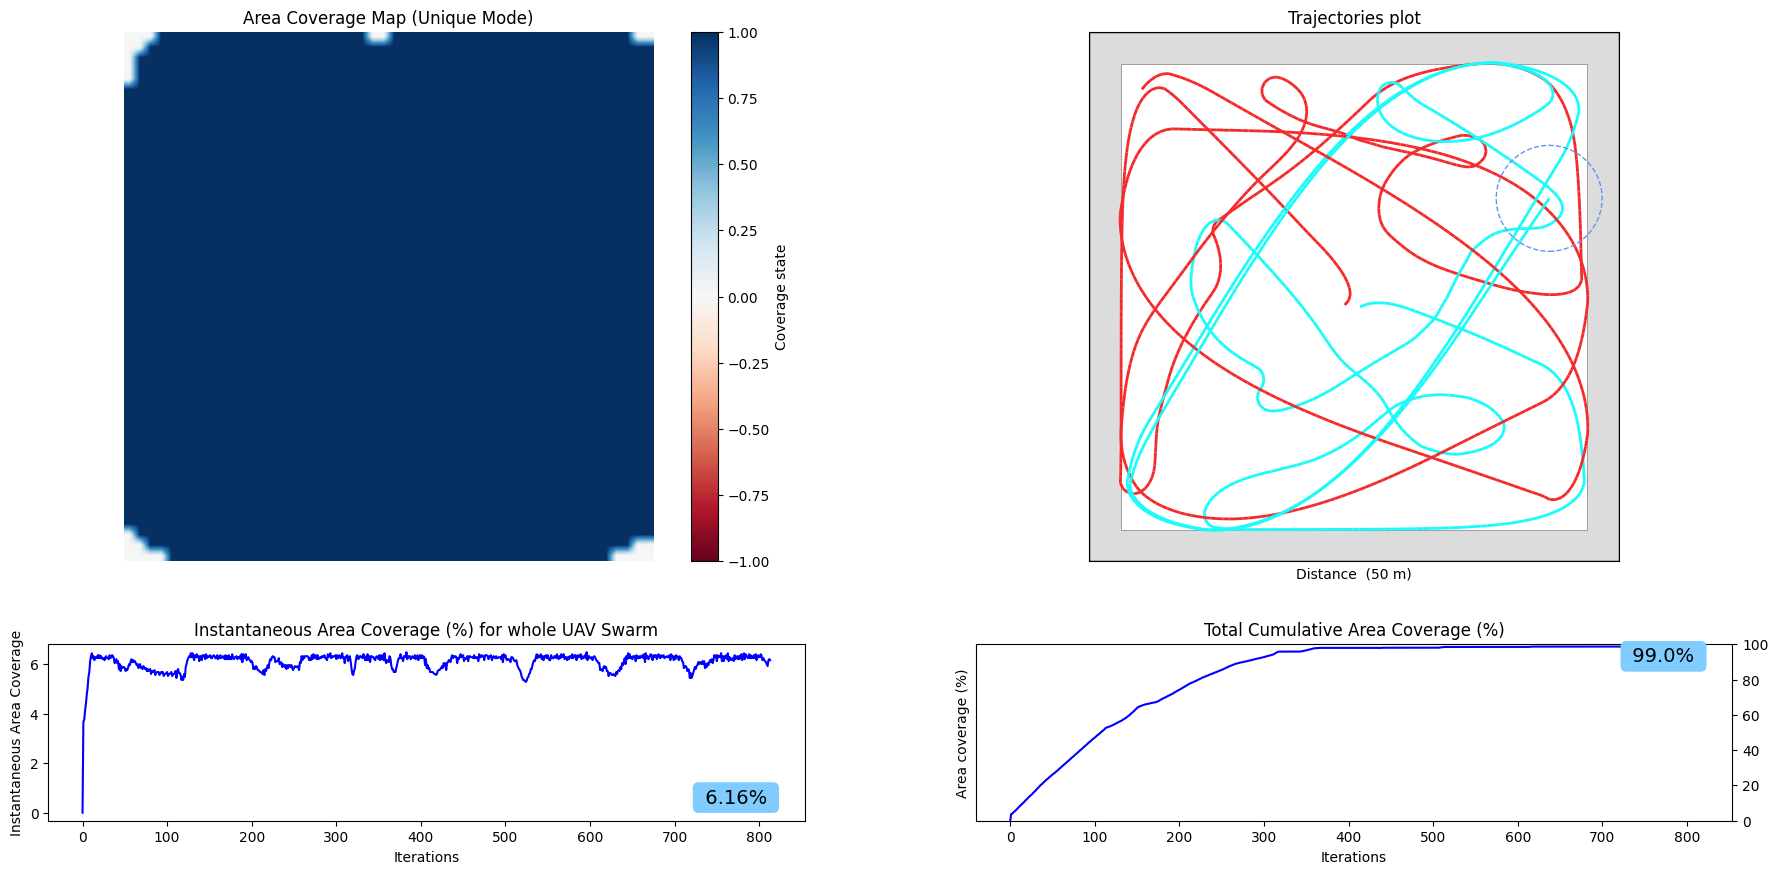 Area Coverage Map (Unique Mode)
1.00
0.75
0.50
0.25
0.00
−0.25
−0.50
−0.75
−1.00
Coverage state
Trajectories plot
Distance  (50 m)
Instantaneous Area Coverage (%) for whole UAV Swarm
Instantaneous Area Coverage
6
4
2
0
6.16%
0 100 200 300 400 500 600 700 800
Iterations
Total Cumulative Area Coverage (%)
Area coverage (%)
99.0%
100
80
60
40
20
0
0 100 200 300 400 500 600 700 800
Iterations